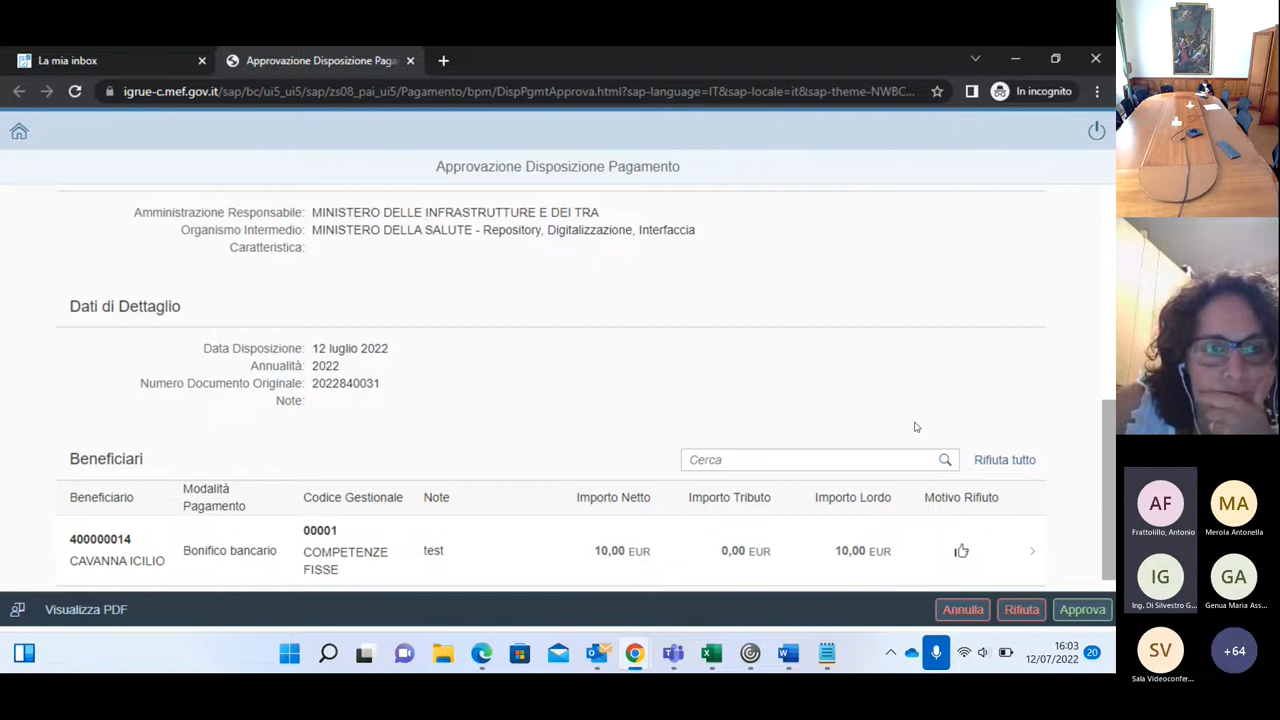 La mia inbox
Approvazione Disposizione Paga
igrue-c.mef.gov.it/sap/bc/ui5_ui5/sap/zs08_pai_ui5/Pagamento/bpm/DispPgmtApprova.html?sap-language=IT&sap-locale=it&sap-theme-NWBC...
In incognito
Approvazione Disposizione Pagamento
Amministrazione Responsabile: MINISTERO DELLE INFRASTRUTTURE E DEI TRA
Organismo Intermedio: MINISTERO DELLA SALUTE - Repository, Digitalizzazione, Interfaccia
Caratteristica:
Dati di Dettaglio
Data Disposizione: 12 luglio 2022
Annualità: 2022
Numero Documento Originale: 2022840031
Note:
Beneficiari Cerca Rifiuta tutto
Beneficiario Modalità Pagamento Codice Gestionale Note Importo Netto Importo Tributo Importo Lordo Motivo Rifiuto
400000014 00001
CAVANNA ICILIO Bonifico bancario COMPETENZE FISSE test 10,00 EUR 0,00 EUR 10,00 EUR
Visualizza PDF Annulla Rifiuta Approva
16:03
12/07/2022 20
AF MA
Frattolillo, Antonio Merola Antonella
IG GA
Ing. Di Silvestro G... Genua Maria Ass...
SV +64
Sala Videoconfer...